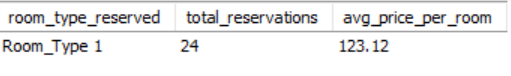 room_type_reserved total_reservations avg_price_per_room
Room_Type 1 24 123.12